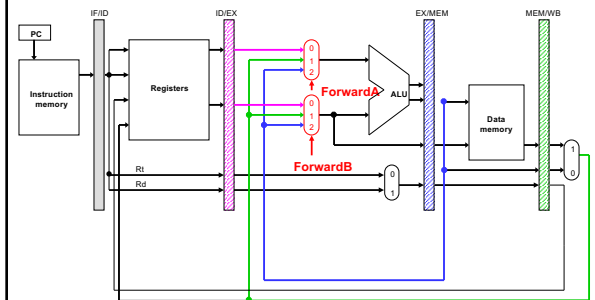 IF/ID
ID/EX
EX/MEM
MEM/WB
PC
Instruction
memory
Registers
0
1
2
ForwardA
ALU
0
1
2
ForwardB
Data
memory
1
0
Rt
Rd
0
1